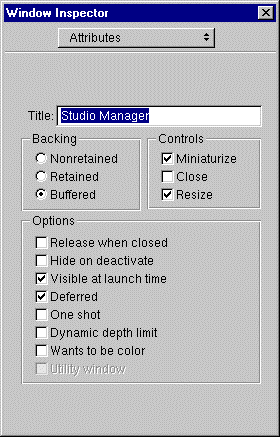 Window Inspector
Attributes
Title: Studio Manager
Backing
Nonretained
Retained
Buffered
Controls
Miniaturize
Close
Resize
Options
Release when closed
Hide on deactivate
Visible at launch time
Deferred
One shot
Dynamic depth limit
Wants to be color
Utility window